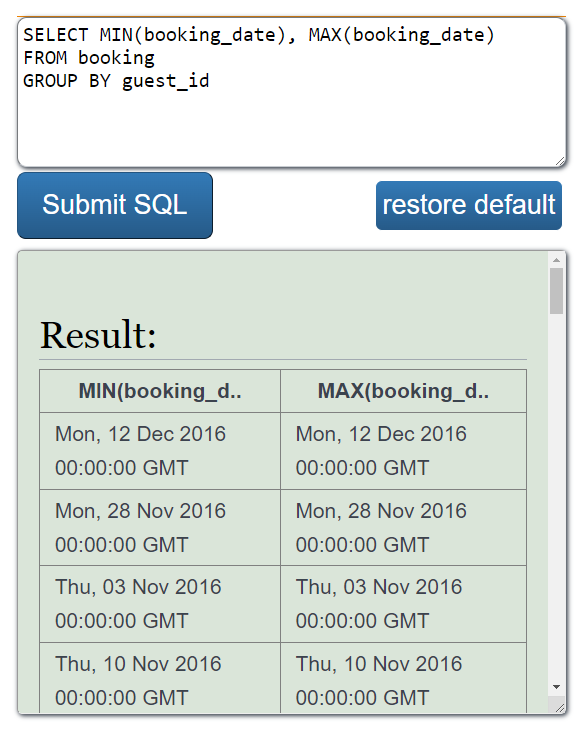 SELECT MIN(booking_date), MAX(booking_date)
FROM booking
GROUP BY guest_id
Submit SQL
restore default
Result:
MIN(booking_d.. MAX(booking_d..
Mon, 12 Dec 2016 Mon, 12 Dec 2016
00:00:00 GMT 00:00:00 GMT
Mon, 28 Nov 2016 Mon, 28 Nov 2016
00:00:00 GMT 00:00:00 GMT
Thu, 03 Nov 2016 Thu, 03 Nov 2016
00:00:00 GMT 00:00:00 GMT
Thu, 10 Nov 2016 Thu, 10 Nov 2016
00:00:00 GMT 00:00:00 GMT